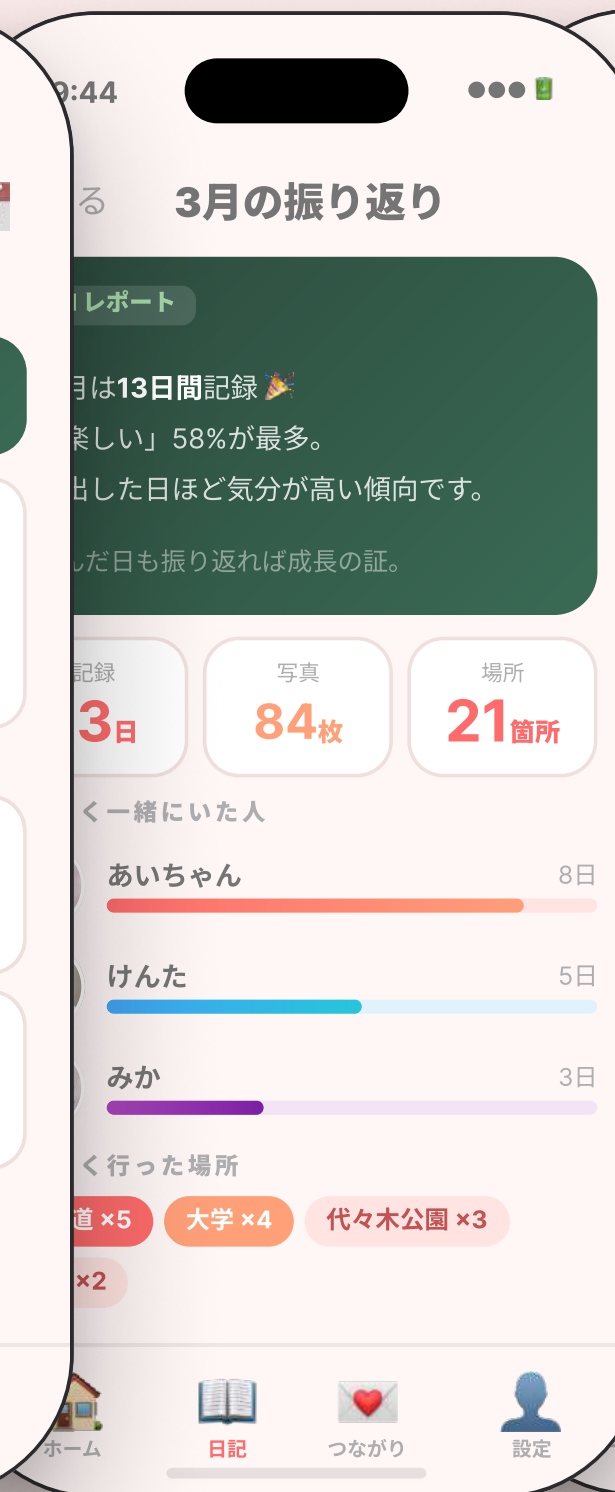 9:44
る
3月の振り返り
レポート
月は13日間記録
楽しい」58%が最多。
出した日ほど気分が高い傾向です。
んだ日も振り返れば成長の証。
記録
写真
場所
3日
84枚
21箇所
く一緒にいた人
あいちゃん
8日
けんた
5日
みか
3日
く行った場所
道 ×5
大学 ×4
代々木公園 ×3
×2
ホーム
日記
つながり
設定